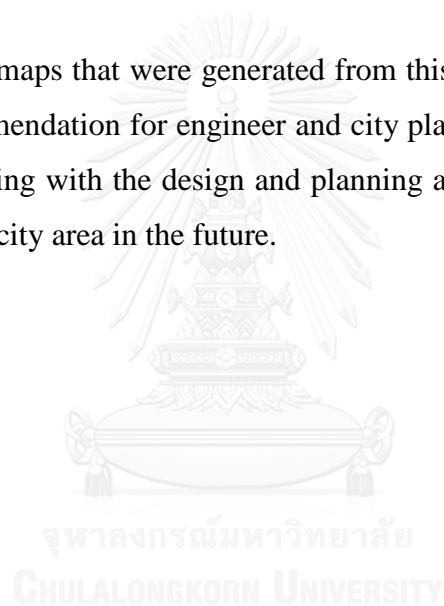 maps that were generated from this
mendation for engineer and city pla
ing with the design and planning a
city area in the future.
จุฬาลงกรณ์มหาวิทยาลัย
CHULALONGKORN UNIVERSITY